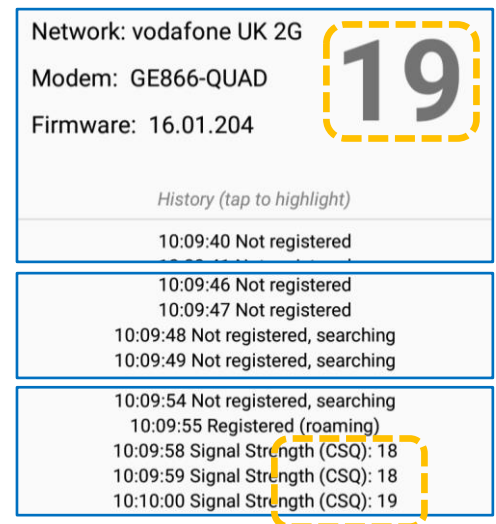 Network: vodafone UK 2G
19
Modem: GE866-QUAD
Firmware: 16.01.204
History (tap to highlight)
10:09:40 Not registered
10:09:46 Not registered
10:09:47 Not registered
10:09:48 Not registered, searching
10:09:49 Not registered, searching
10:09:54 Not registered, searching
10:09:55 Registered (roaming)
10:09:58 Signal Strength (CSQ): 18
10:09:59 Signal Strength (CSQ): 18
10:10:00 Signal Strength (CSQ): 19